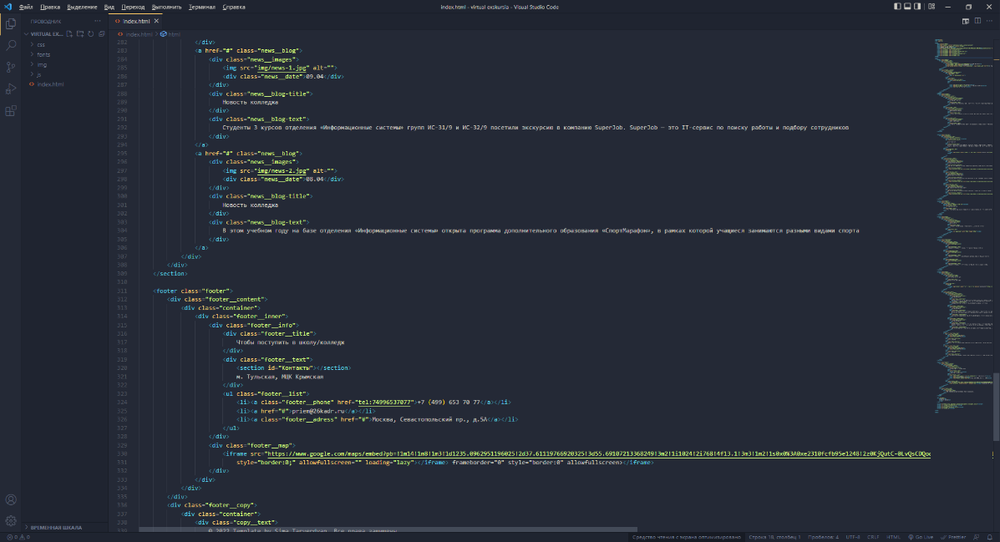 Файл Правка Выделение Вид Переход Выполнить Терминал Справка
index.html - virtual exskursia - Visual Studio Code
ПРОВОДНИК
index.html
VIRTUAL EX...
index.html > html
css
fonts
img
js
index.html
282 </div>
283 <a href="#" class="news__blog">
284 <div class="news__images">
285 <img src="img/news-1.jpg" alt="">
286 <div class="news__date">09.04</div>
287 </div>
288 <div class="news__blog-title">
289 Новость колледжа
290 </div>
291 <div class="news__blog-text">
292 Студенты 3 курсов отделения «Информационные системы» групп ИС-31/9 и ИС-32/9 посетили экскурсию в компанию SuperJob. SuperJob — это IT-сервис по поиску работы и подбору сотрудников
293 </div>
294 </a>
295 <a href="#" class="news__blog">
296 <div class="news__images">
297 <img src="img/news-2.jpg" alt="">
298 <div class="news__date">08.04</div>
299 </div>
300 <div class="news__blog-title">
301 Новость колледжа
302 </div>
303 <div class="news__blog-text">
304 В этом учебном году на базе отделения «Информационные системы» открыта программа дополнительного образования «СпортМарафон», в рамках которой учащиеся занимаются разными видами спорта
305 </div>
306 </a>
307 </div>
308 </div>
309 </section>
310
311 <footer class="footer">
312 <div class="footer__content">
313 <div class="container">
314 <div class="footer__inner">
315 <div class="footer__info">
316 <div class="footer__title">
317 Чтобы поступить в школу/колледж
318 </div>
319 <div class="footer__text">
320 <section id="Контакты"></section>
321 м. Тульская, МЦК Крымская
322 </div>
323 <ul class="footer__list">
324 <li><a class="footer__phone" href="tel:74996537077">+7 (499) 653 70 77</a></li>
325 <li><a href="#">priem@26kadr.ru</a></li>
326 <li><a class="footer__adress" href="#">Москва, Севастопольский пр., д.5А</a></li>
327 </ul>
328 </div>
329 <div class="footer__map">
330 <iframe src="https://www.google.com/maps/embed?pb=!1m14!1m8!1m3!1d1235.0962951196025!2d37.61119766920325!3d55.69107213368249!3m2!1i1024!2i768!4f13.1!3m3!1m2!1s0x0%3A0xe2310fcfb95e1248!2z0KjQutC-0LvQsCDQox
331 style="border:0;" allowfullscreen="" loading="lazy"></iframe> frameborder="0" style="border:0" allowfullscreen></iframe>
332 </div>
333 </div>
334 </div>
335 </div>
336 <div class="footer__copy">
337 <div class="container">
338 <div class="copy__text">
339
ВРЕМЕННАЯ ШКАЛА
0 0
Средство чтения с экрана оптимизировано
Строка 18, столбец 1
Пробелов: 4
UTF-8
CRLF
HTML
Go Live
Prettier